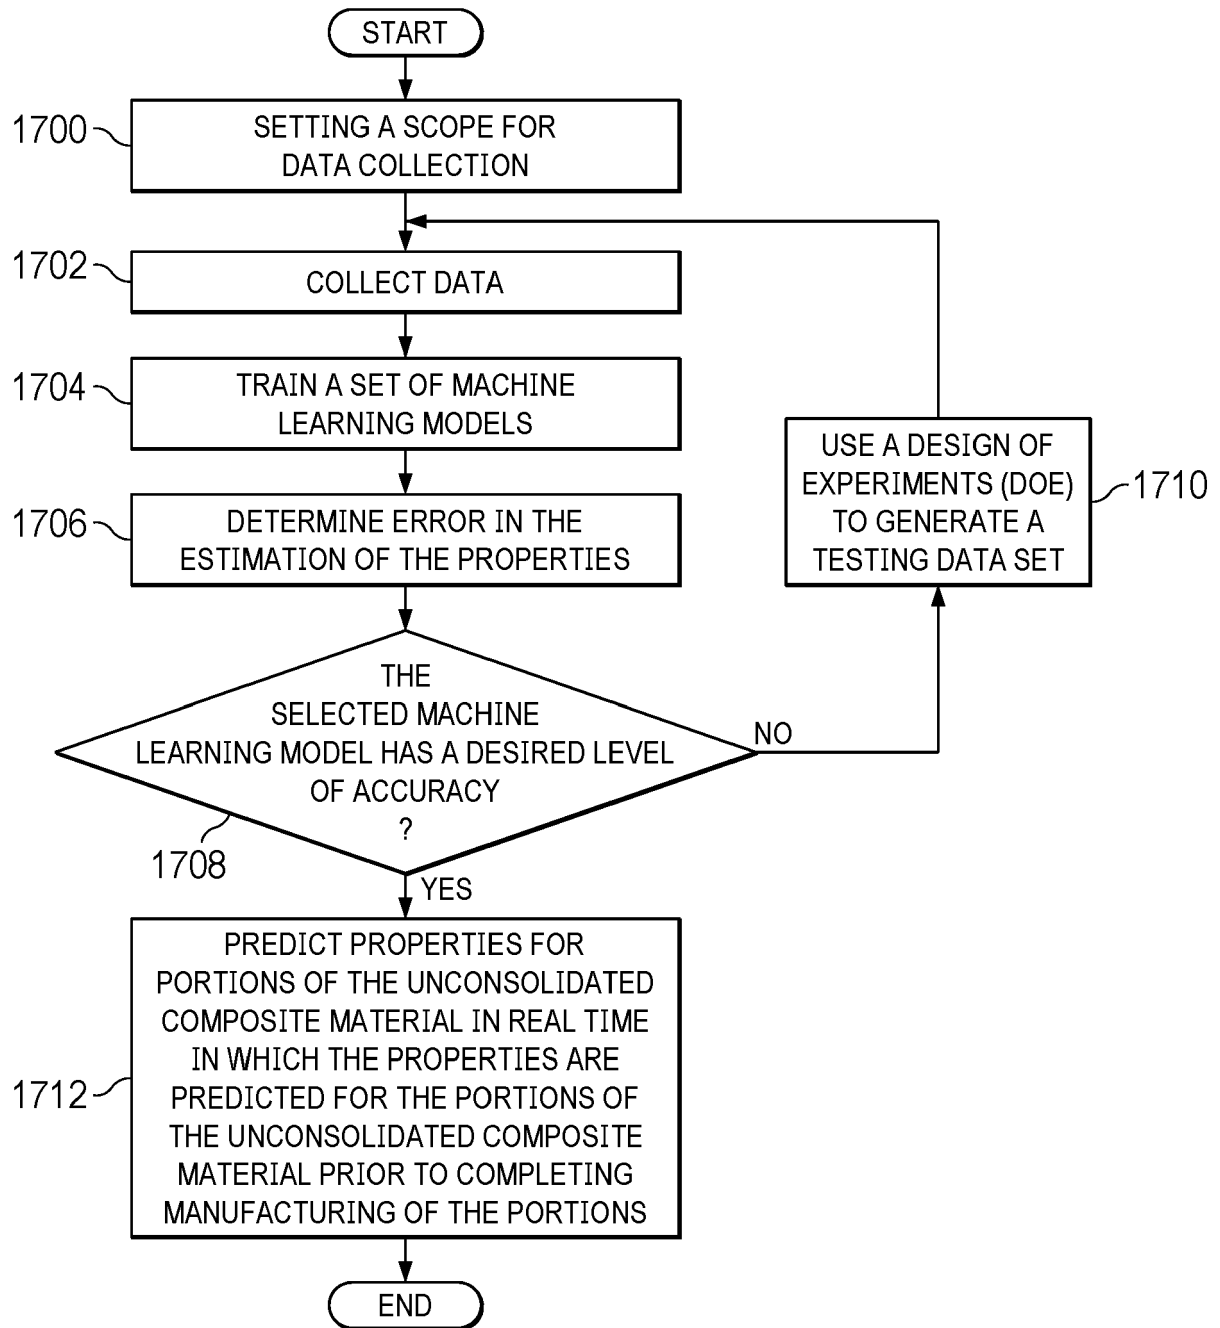 START
1700
SETTING A SCOPE FOR
DATA COLLECTION
1702
COLLECT DATA
1704
TRAIN A SET OF MACHINE
LEARNING MODELS
1706
DETERMINE ERROR IN THE
ESTIMATION OF THE PROPERTIES
USE A DESIGN OF
EXPERIMENTS (DOE)
TO GENERATE A
TESTING DATA SET
1710
THE
SELECTED MACHINE
LEARNING MODEL HAS A DESIRED LEVEL
OF ACCURACY
?
NO
1708
YES
1712
PREDICT PROPERTIES FOR
PORTIONS OF THE UNCONSOLIDATED
COMPOSITE MATERIAL IN REAL TIME
IN WHICH THE PROPERTIES ARE
PREDICTED FOR THE PORTIONS OF
THE UNCONSOLIDATED COMPOSITE
MATERIAL PRIOR TO COMPLETING
MANUFACTURING OF THE PORTIONS
END